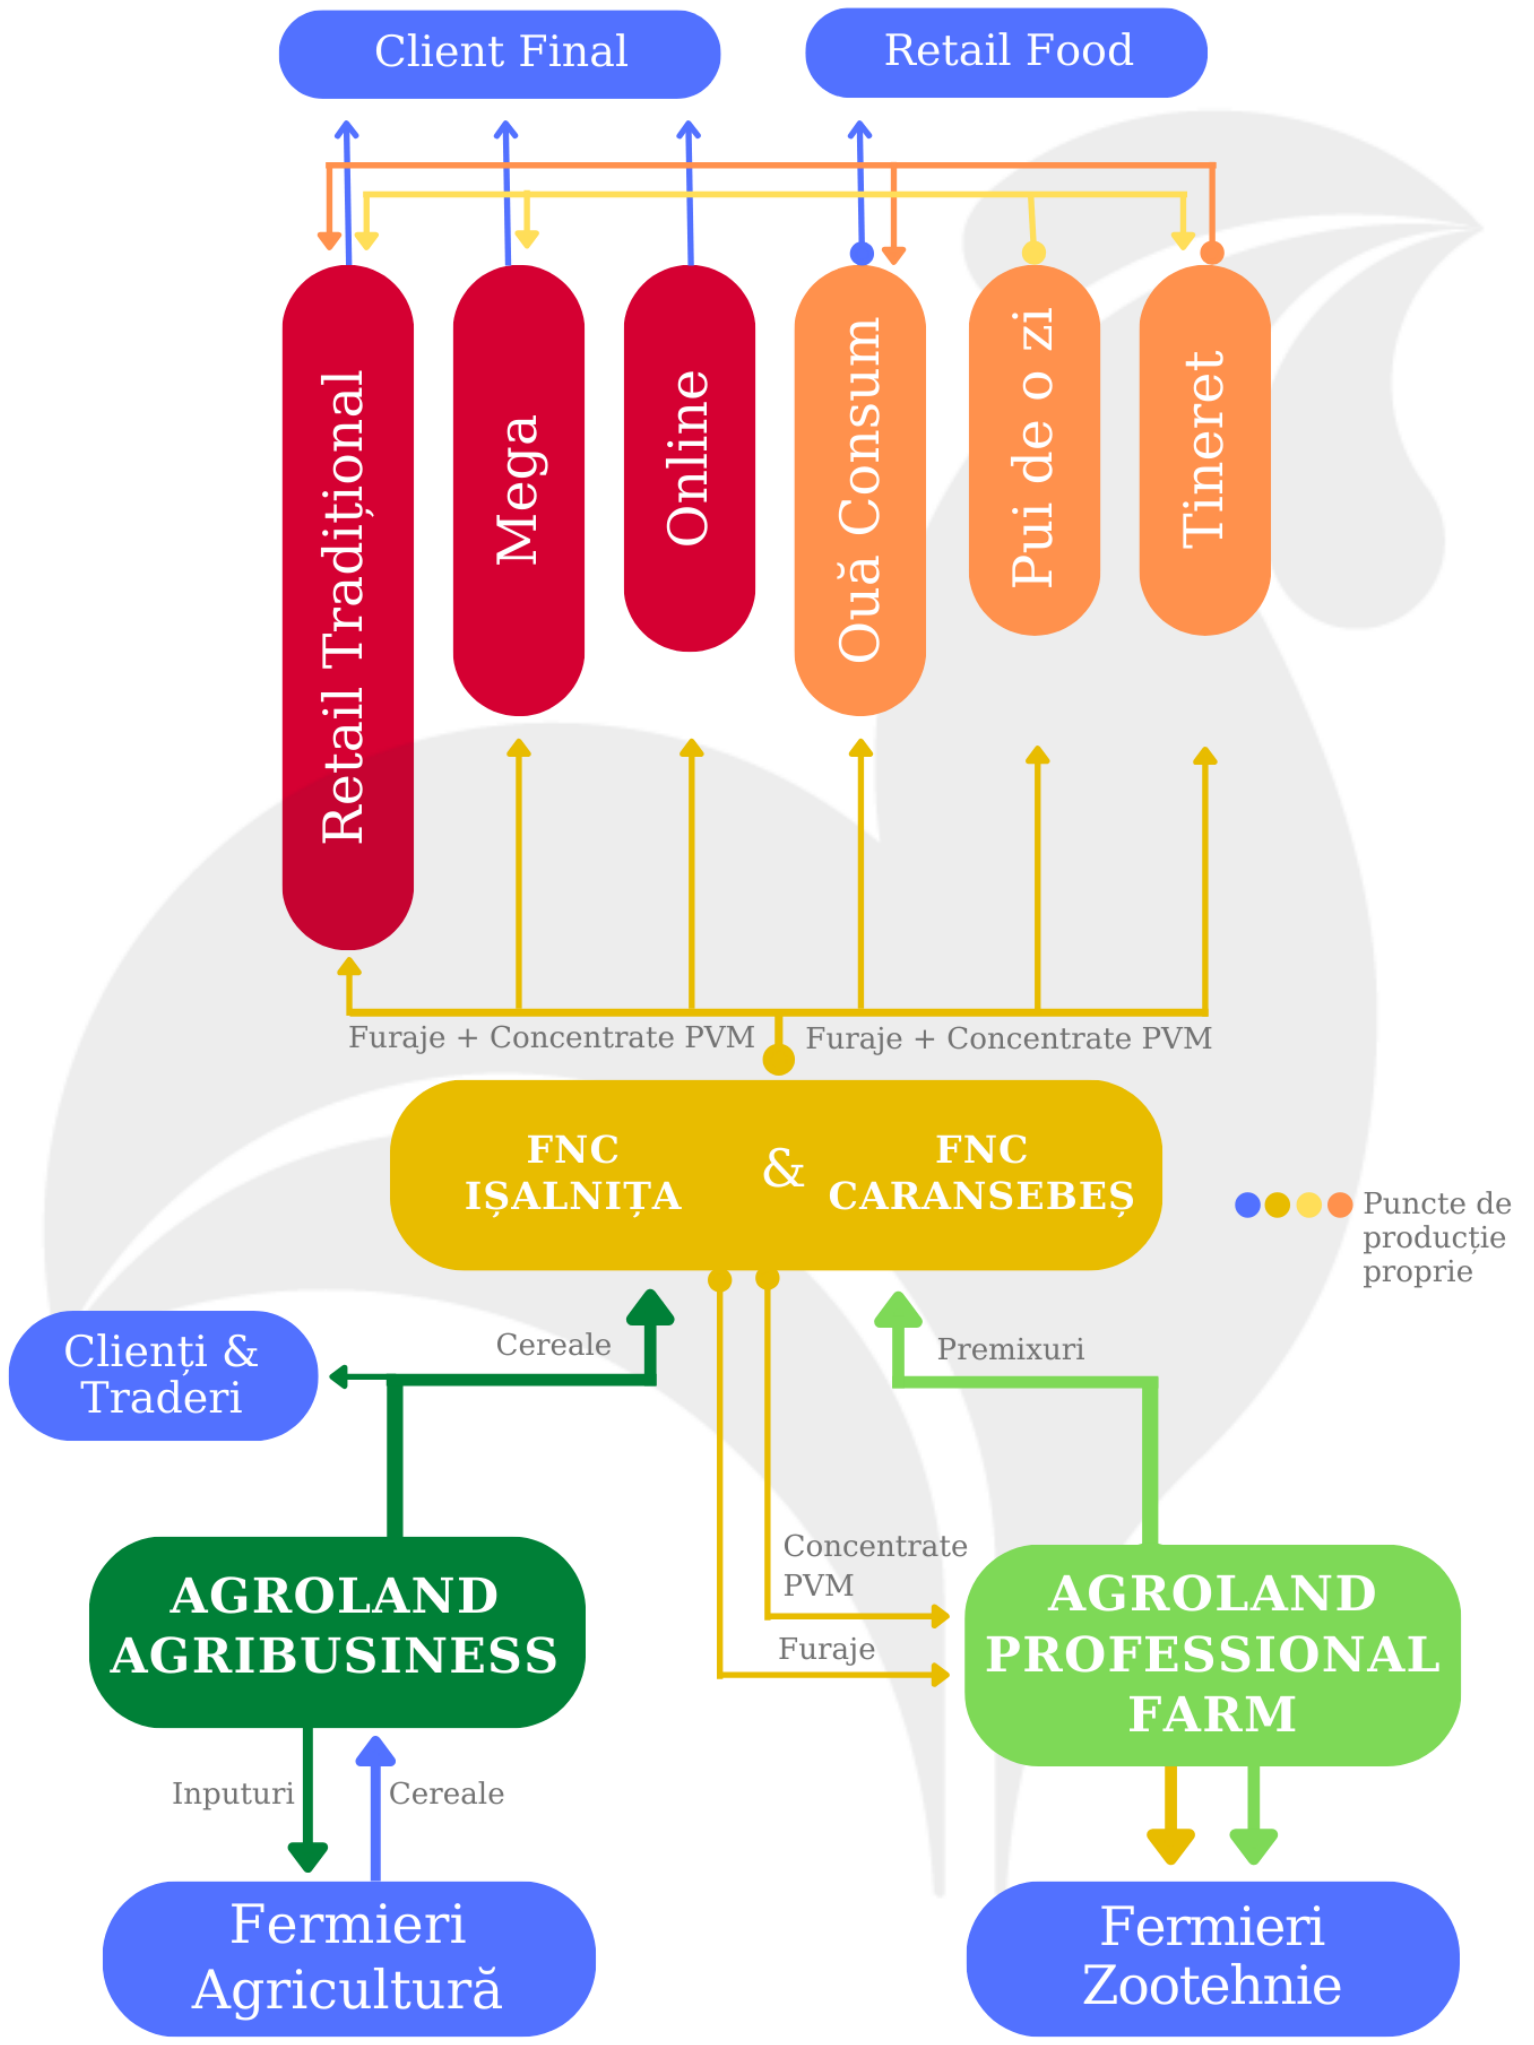 Client Final
Retail Food
Retail Tradițional
Mega
Online
Ouă Consum
Pui de o zi
Tineret
Furaje + Concentrate PVM
Furaje + Concentrate PVM
FNC
IȘALNIȚA
&
FNC
CARANSEBEȘ
Puncte de
producție
proprie
Clienți &
Traderi
Cereale
Premixuri
Concentrate
PVM
Furaje
AGROLAND
AGRIBUSINESS
AGROLAND
PROFESSIONAL
FARM
Inputuri
Cereale
Fermieri
Agricultură
Fermieri
Zootehnie